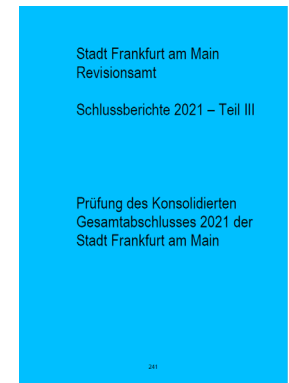 Stadt Frankfurt am Main
Revisionsamt
Schlussberichte 2021 – Teil III
Prüfung des Konsolidierten
Gesamtabschlusses 2021 der
Stadt Frankfurt am Main
241